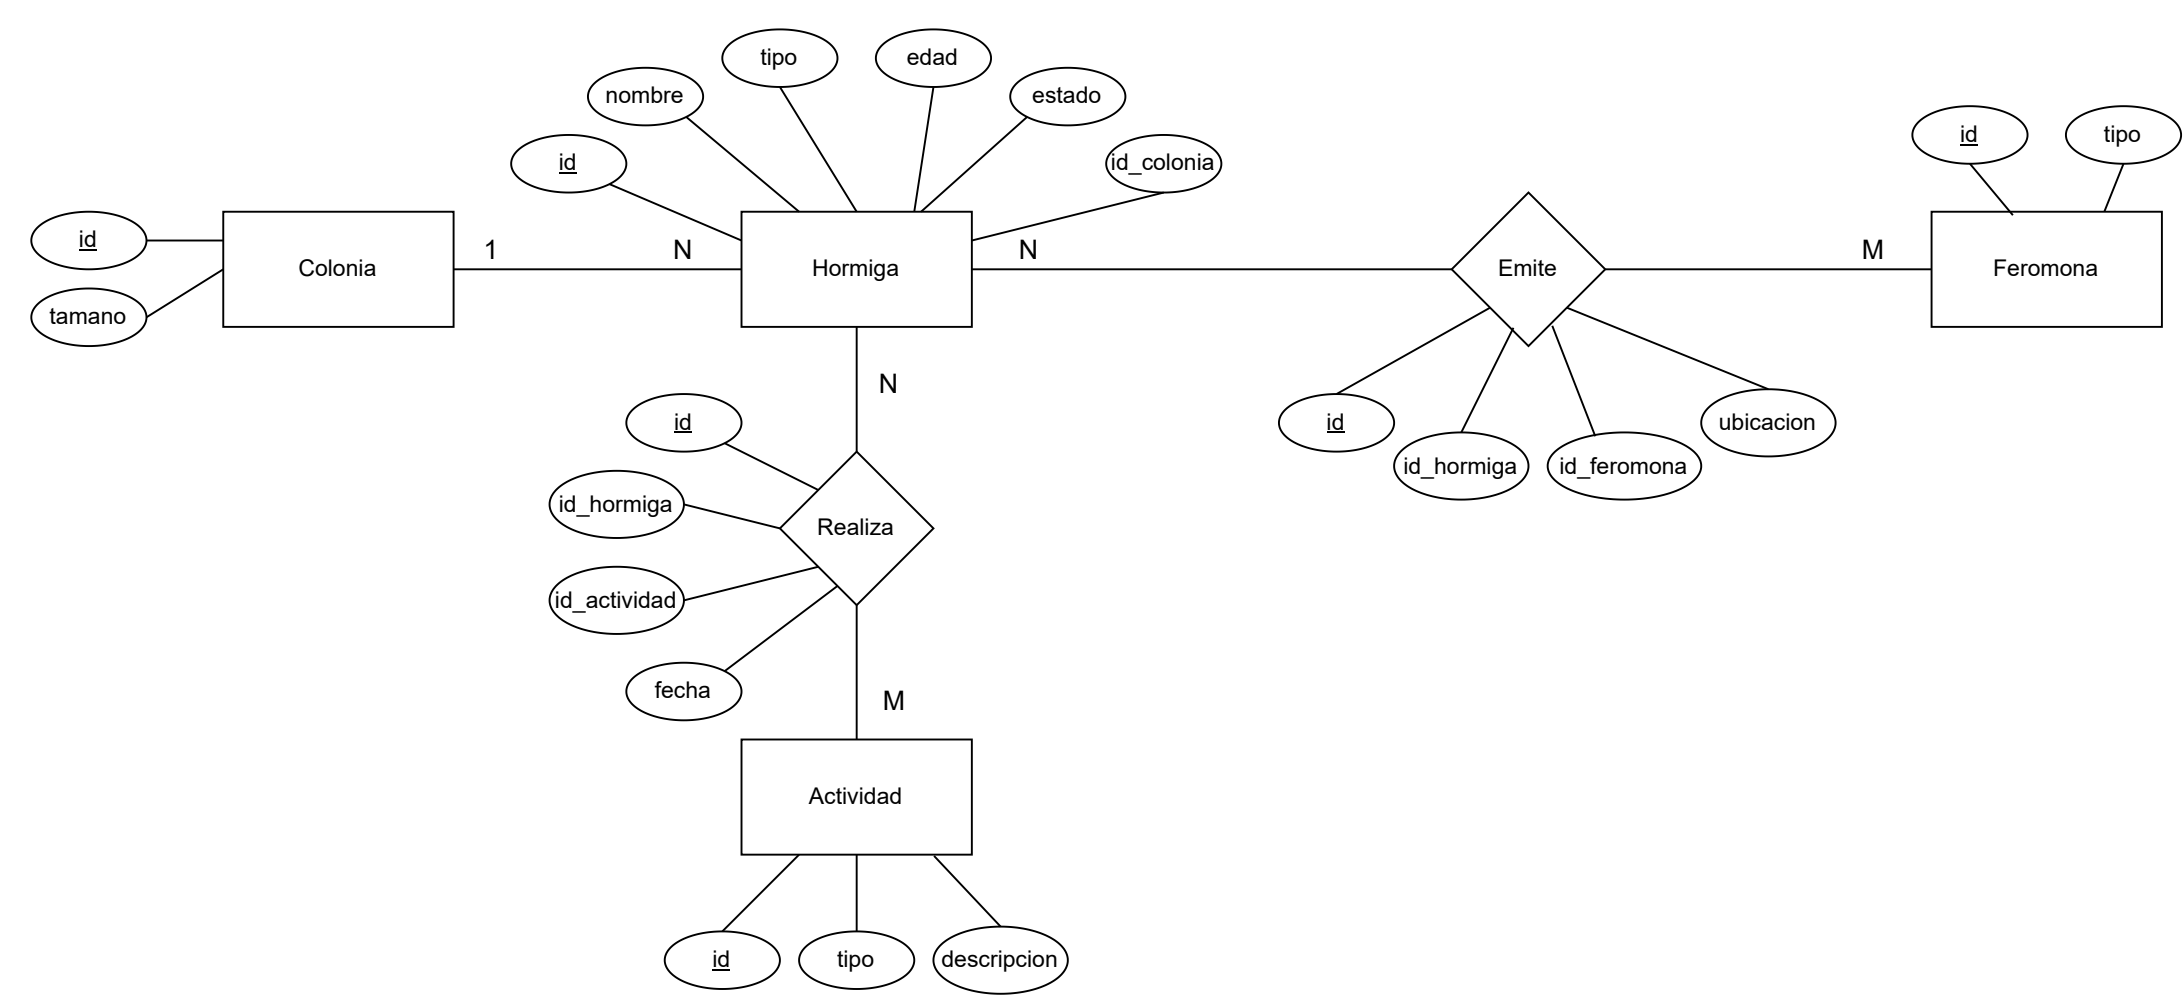 tipo
edad
nombre
estado
id
id_colonia
id
tipo
id
tamano
Colonia
1
N
Hormiga
N
Emite
M
Feromona
N
id
id_hormiga
id_feromona
ubicacion
id
id_hormiga
Realiza
id_actividad
fecha
M
Actividad
id
tipo
descripcion